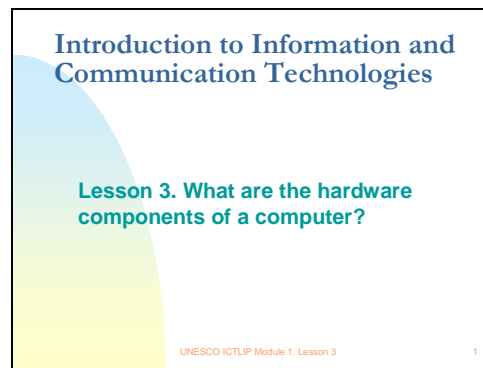 Introduction to Information and
Communication Technologies
Lesson 3. What are the hardware
components of a computer?
UNESCO ICTLIP Module 1. Lesson 3
1